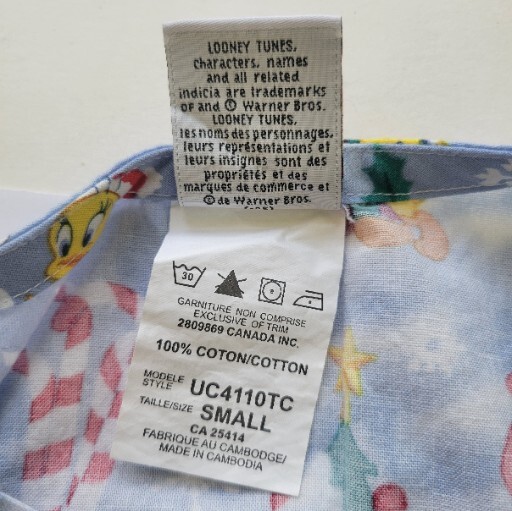 LOONEY TUNES,
characters, names
and all related
indicia are trademarks
of and © Warner Bros.
LOONEY TUNES,
les noms des personnages,
leurs représentations et
leurs insignes sont des
propriétés et des
marques de commerce et
© de Warner Bros.
30
GARNITURE NON COMPRISE
EXCLUSIVE OF TRIM
2809869 CANADA INC.
100% COTON/COTTON
MODELE
STYLE UC4110TC
TAILLE/SIZE SMALL
CA 25414
FABRIQUE AU CAMBODGE/
MADE IN CAMBODIA